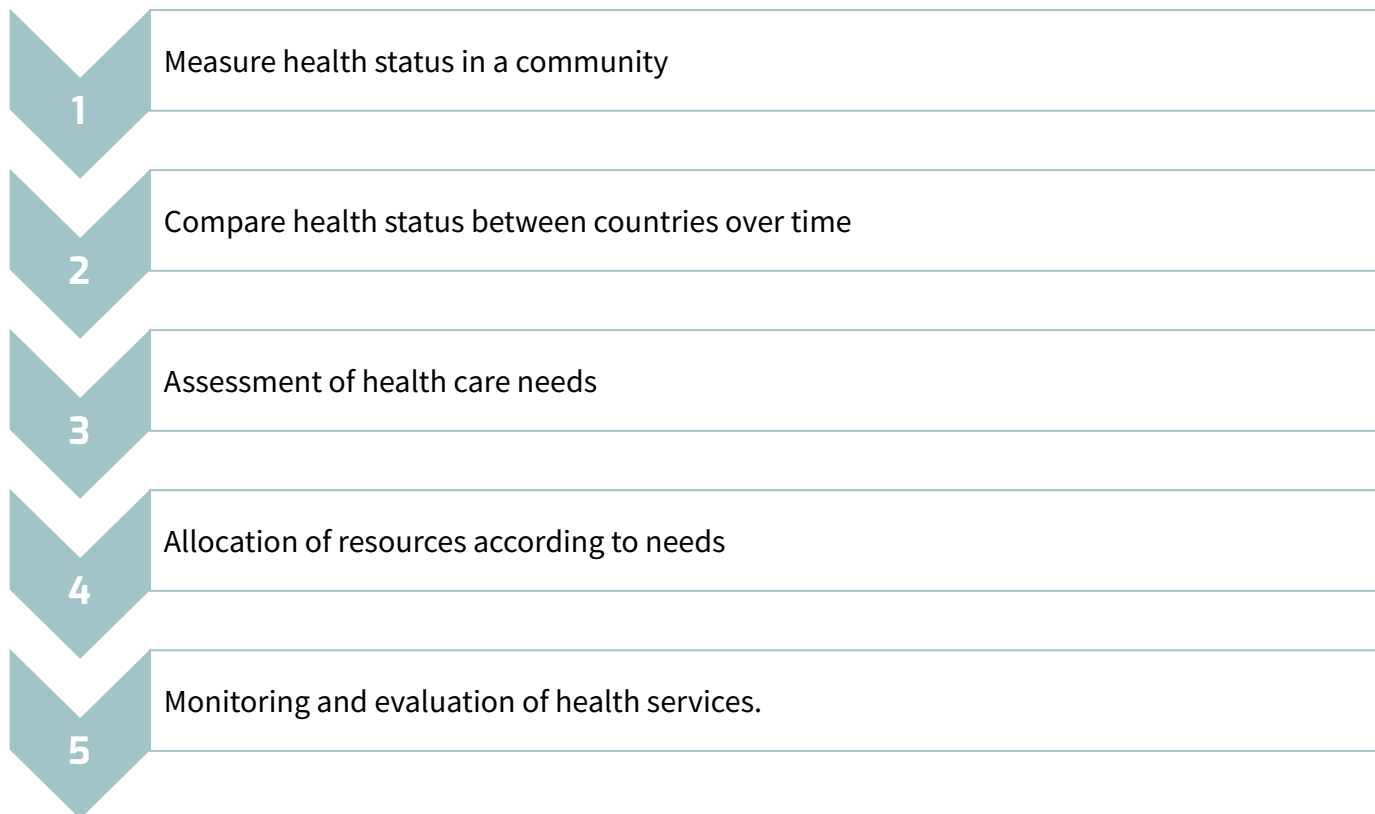 Measure health status in a community
1
Compare health status between countries over time
2
Assessment of health care needs
3
Allocation of resources according to needs
4
Monitoring and evaluation of health services.
5